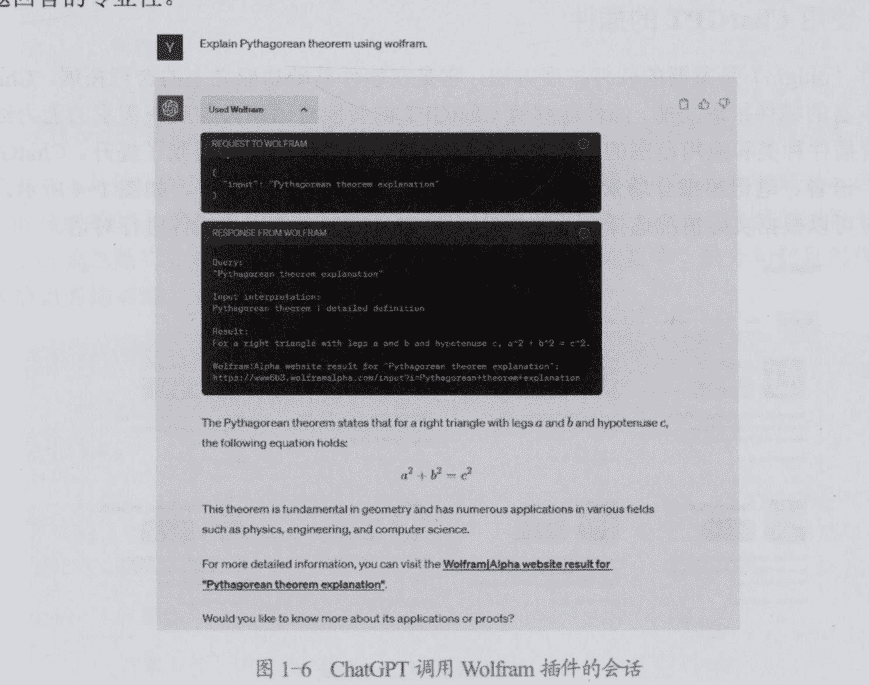 答的专业性。
Y
Explain Pythagorean theorem using wolfram.
Used Wolfram
REQUEST TO WOLFRAM
{
"input": "Pythagorean theorem explanation"
}
RESPONSE FROM WOLFRAM
Query:
"Pythagorean theorem explanation"
Input interpretation:
Pythagorean theorem | detailed definition
Result:
For a right triangle with legs a and b and hypotenuse c, a^2 + b^2 = c^2.
Wolfram|Alpha website result for "Pythagorean theorem explanation":
https://www6b3.wolframalpha.com/input?i=Pythagorean+theorem+explanation
The Pythagorean theorem states that for a right triangle with legs a and b and hypotenuse c,
the following equation holds:
a² + b² = c²
This theorem is fundamental in geometry and has numerous applications in various fields
such as physics, engineering, and computer science.
For more detailed information, you can visit the Wolfram|Alpha website result for
"Pythagorean theorem explanation".
Would you like to know more about its applications or proofs?
图 1-6 ChatGPT 调用 Wolfram 插件的会话